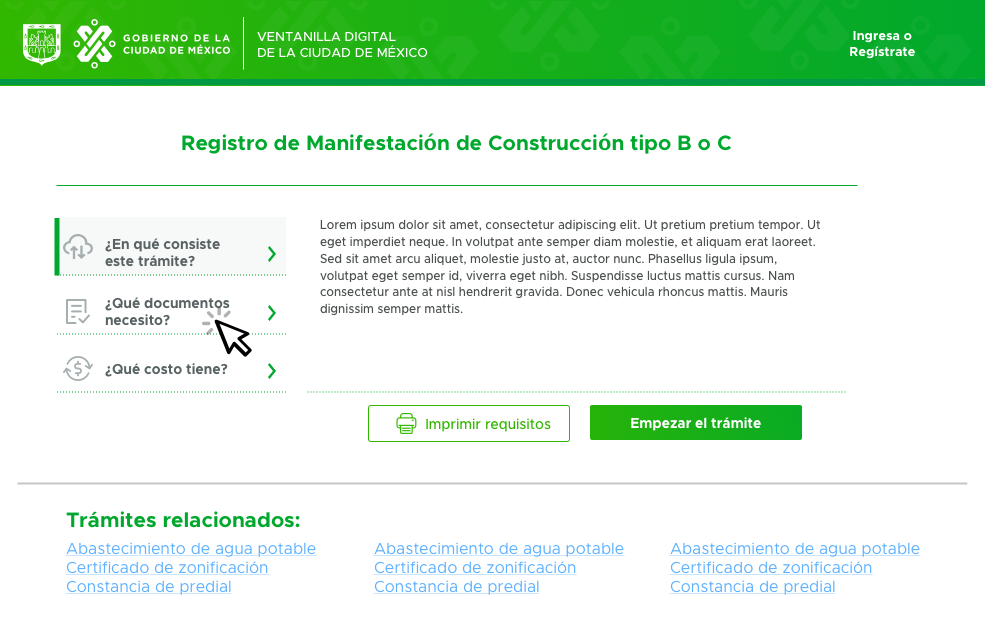 GOBIERNO DE LA
CIUDAD DE MÉXICO
VENTANILLA DIGITAL
DE LA CIUDAD DE MÉXICO
Ingresa o
Regístrate
Registro de Manifestación de Construcción tipo B o C
¿En qué consiste
este trámite?
¿Qué documentos
necesito?
¿Qué costo tiene?
Lorem ipsum dolor sit amet, consectetur adipiscing elit. Ut pretium pretium tempor. Ut
eget imperdiet neque. In volutpat ante semper diam molestie, et aliquam erat laoreet.
Sed sit amet arcu aliquet, molestie justo at, auctor nunc. Phasellus ligula ipsum,
volutpat eget semper id, viverra eget nibh. Suspendisse luctus mattis cursus. Nam
consectetur ante at nisl hendrerit gravida. Donec vehicula rhoncus mattis. Mauris
dignissim semper mattis.
Imprimir requisitos
Empezar el trámite
Trámites relacionados:
Abastecimiento de agua potable
Certificado de zonificación
Constancia de predial
Abastecimiento de agua potable
Certificado de zonificación
Constancia de predial
Abastecimiento de agua potable
Certificado de zonificación
Constancia de predial